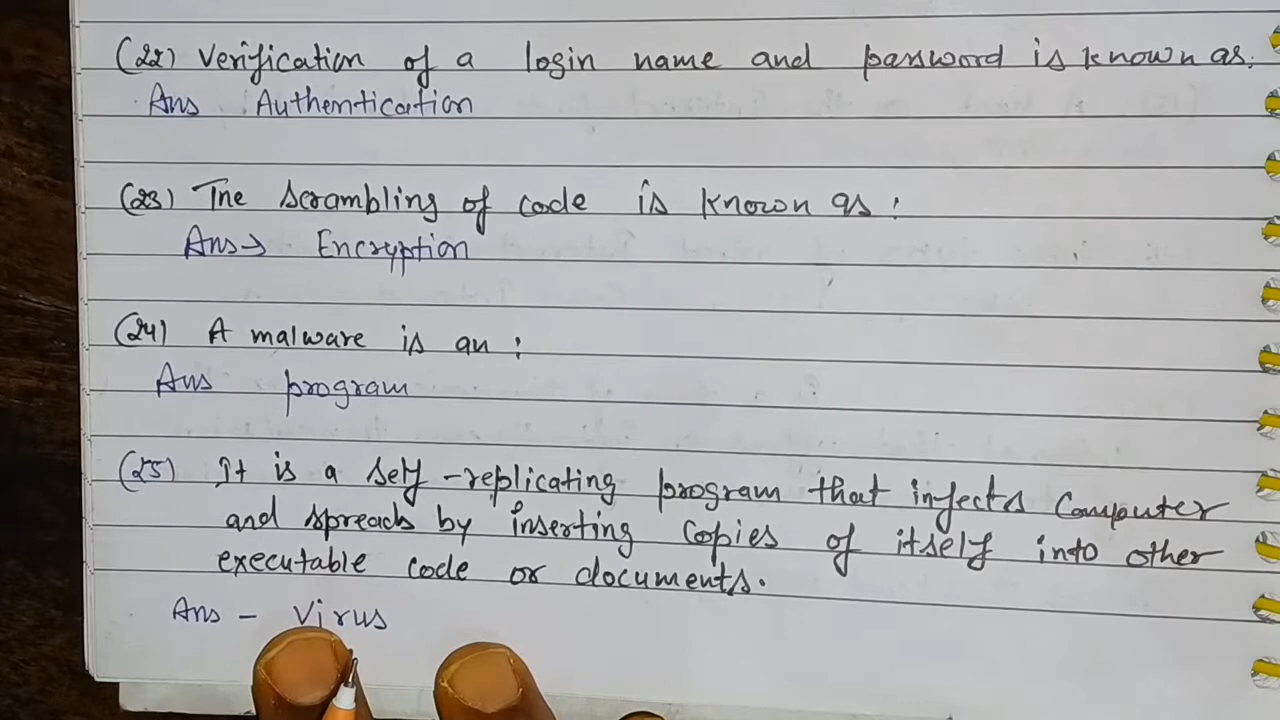 (22) Verification of a login name and password is known as.
Ans Authentication
(23) The scrambling of code is known as :
Ans→ Encryption
(24) A malware is an :
Ans program
(25) It is a self-replicating program that infects Computer
and spreads by inserting copies of itself into other
executable code or documents.
Ans - Virus